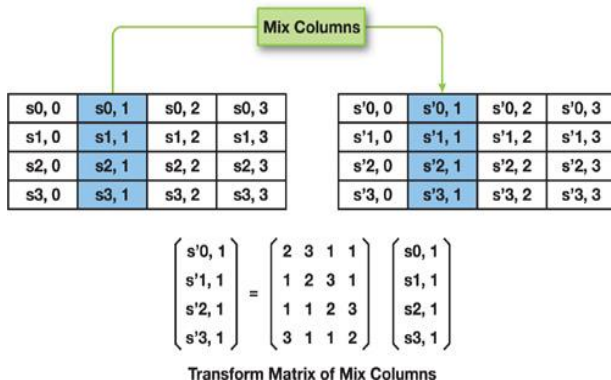 Mix Columns
s0, 0 s0, 1 s0, 2 s0, 3 s'0, 0 s'0, 1 s'0, 2 s'0, 3
s1, 0 s1, 1 s1, 2 s1, 3 s'1, 0 s'1, 1 s'1, 2 s'1, 3
s2, 0 s2, 1 s2, 2 s2, 3 s'2, 0 s'2, 1 s'2, 2 s'2, 3
s3, 0 s3, 1 s3, 2 s3, 3 s'3, 0 s'3, 1 s'3, 2 s'3, 3
s'0, 1 2 3 1 1 s0, 1
s'1, 1 = 1 2 3 1 s1, 1
s'2, 1 1 1 2 3 s2, 1
s'3, 1 3 1 1 2 s3, 1
Transform Matrix of Mix Columns